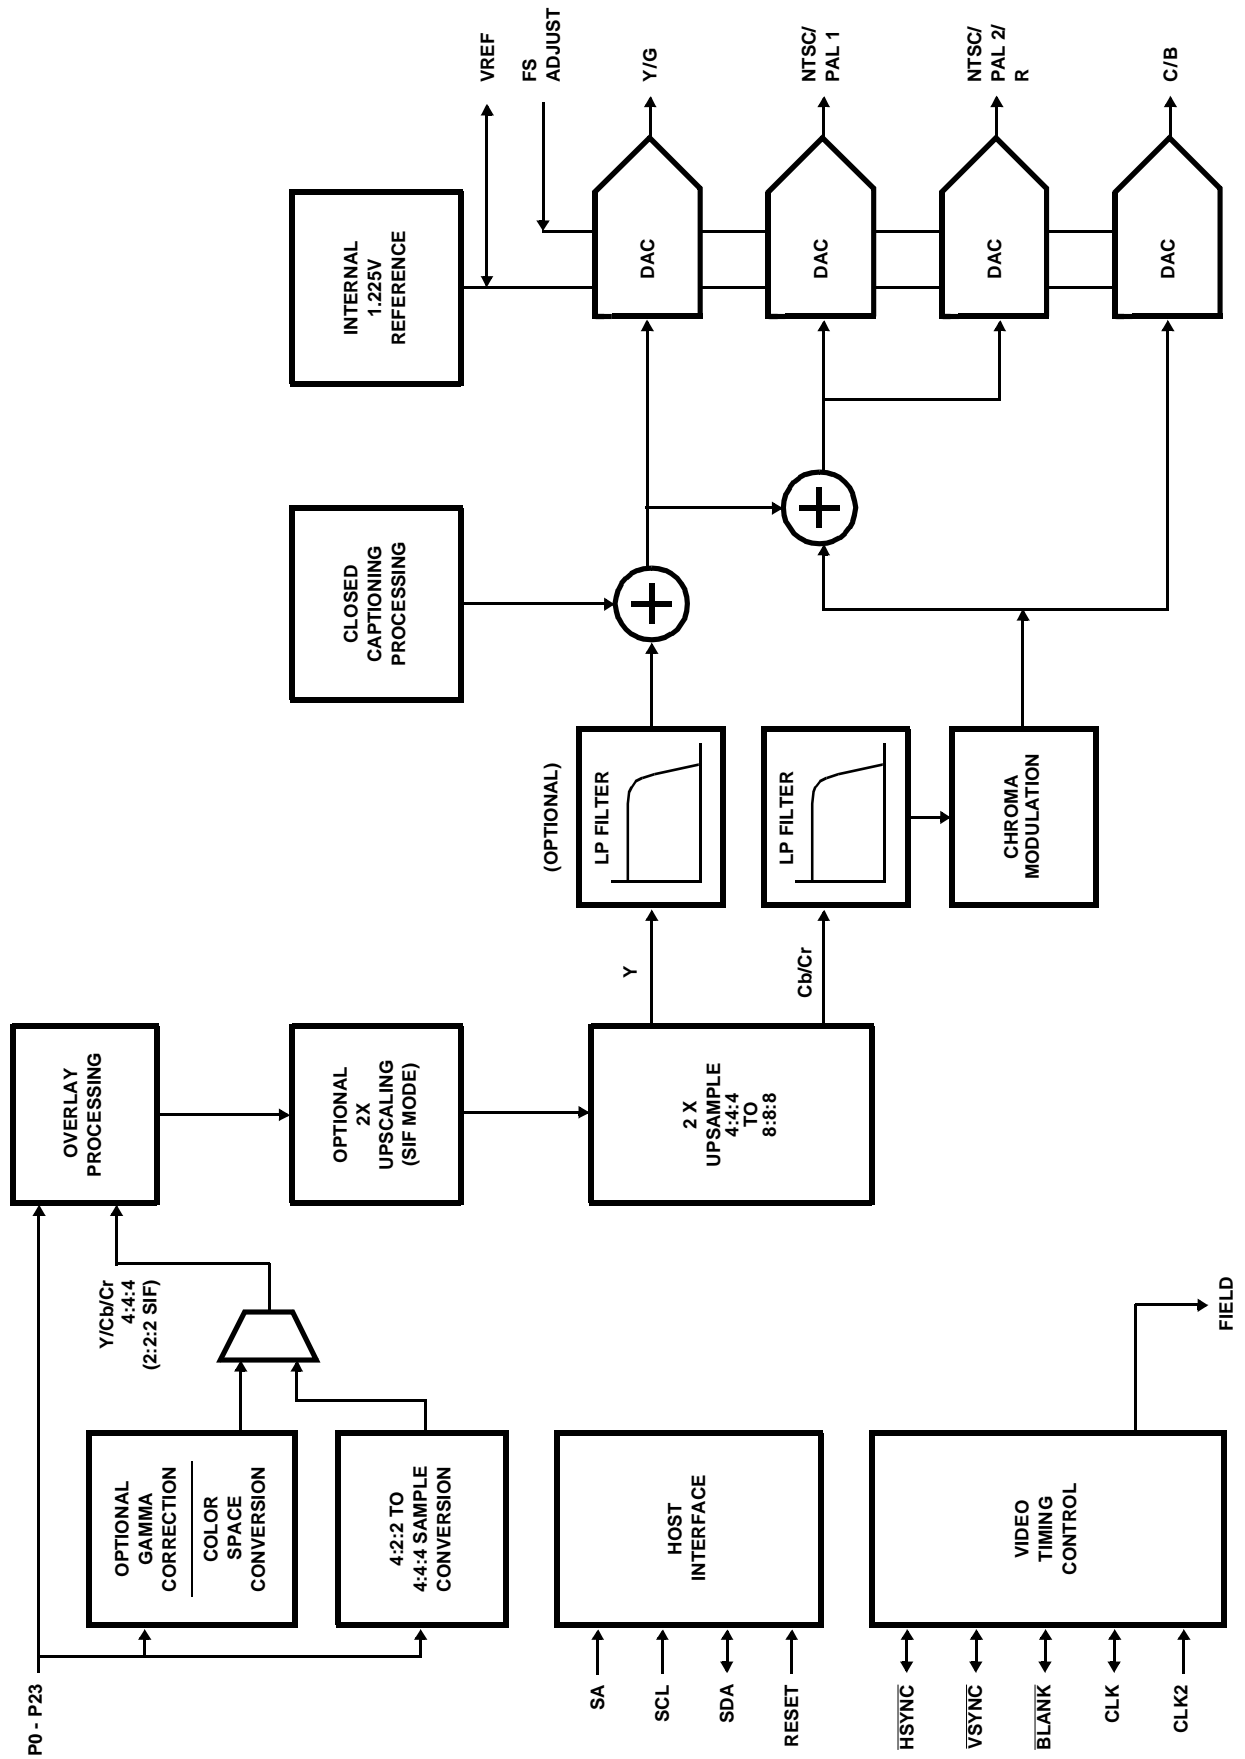 P0 - P23
OPTIONAL
GAMMA
CORRECTION
COLOR
SPACE
CONVERSION
4:2:2 TO
4:4:4 SAMPLE
CONVERSION
Y/Cb/Cr
4:4:4
(2:2:2 SIF)
OVERLAY
PROCESSING
OPTIONAL
2X
UPSCALING
(SIF MODE)
2 X
UPSAMPLE
4:4:4
TO
8:8:8
Y
Cb/Cr
(OPTIONAL)
LP FILTER
LP FILTER
CHROMA
MODULATION
CLOSED
CAPTIONING
PROCESSING
INTERNAL
1.225V
REFERENCE
VREF
FS
ADJUST
DAC
Y/G
DAC
NTSC/
PAL 1
DAC
NTSC/
PAL 2/
R
DAC
C/B
SA
SCL
SDA
RESET
HOST
INTERFACE
HSYNC
VSYNC
BLANK
CLK
CLK2
VIDEO
TIMING
CONTROL
FIELD